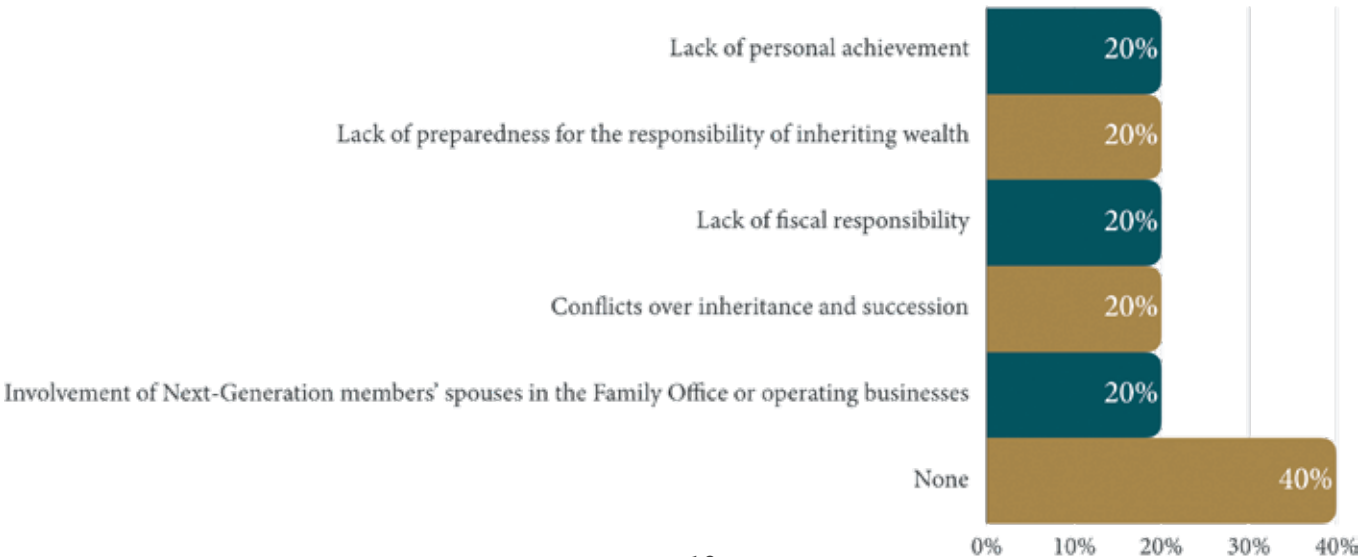 Lack of personal achievement 20%
Lack of preparedness for the responsibility of inheriting wealth 20%
Lack of fiscal responsibility 20%
Conflicts over inheritance and succession 20%
Involvement of Next-Generation members’ spouses in the Family Office or operating businesses 20%
None 40%
0% 10% 20% 30% 40%